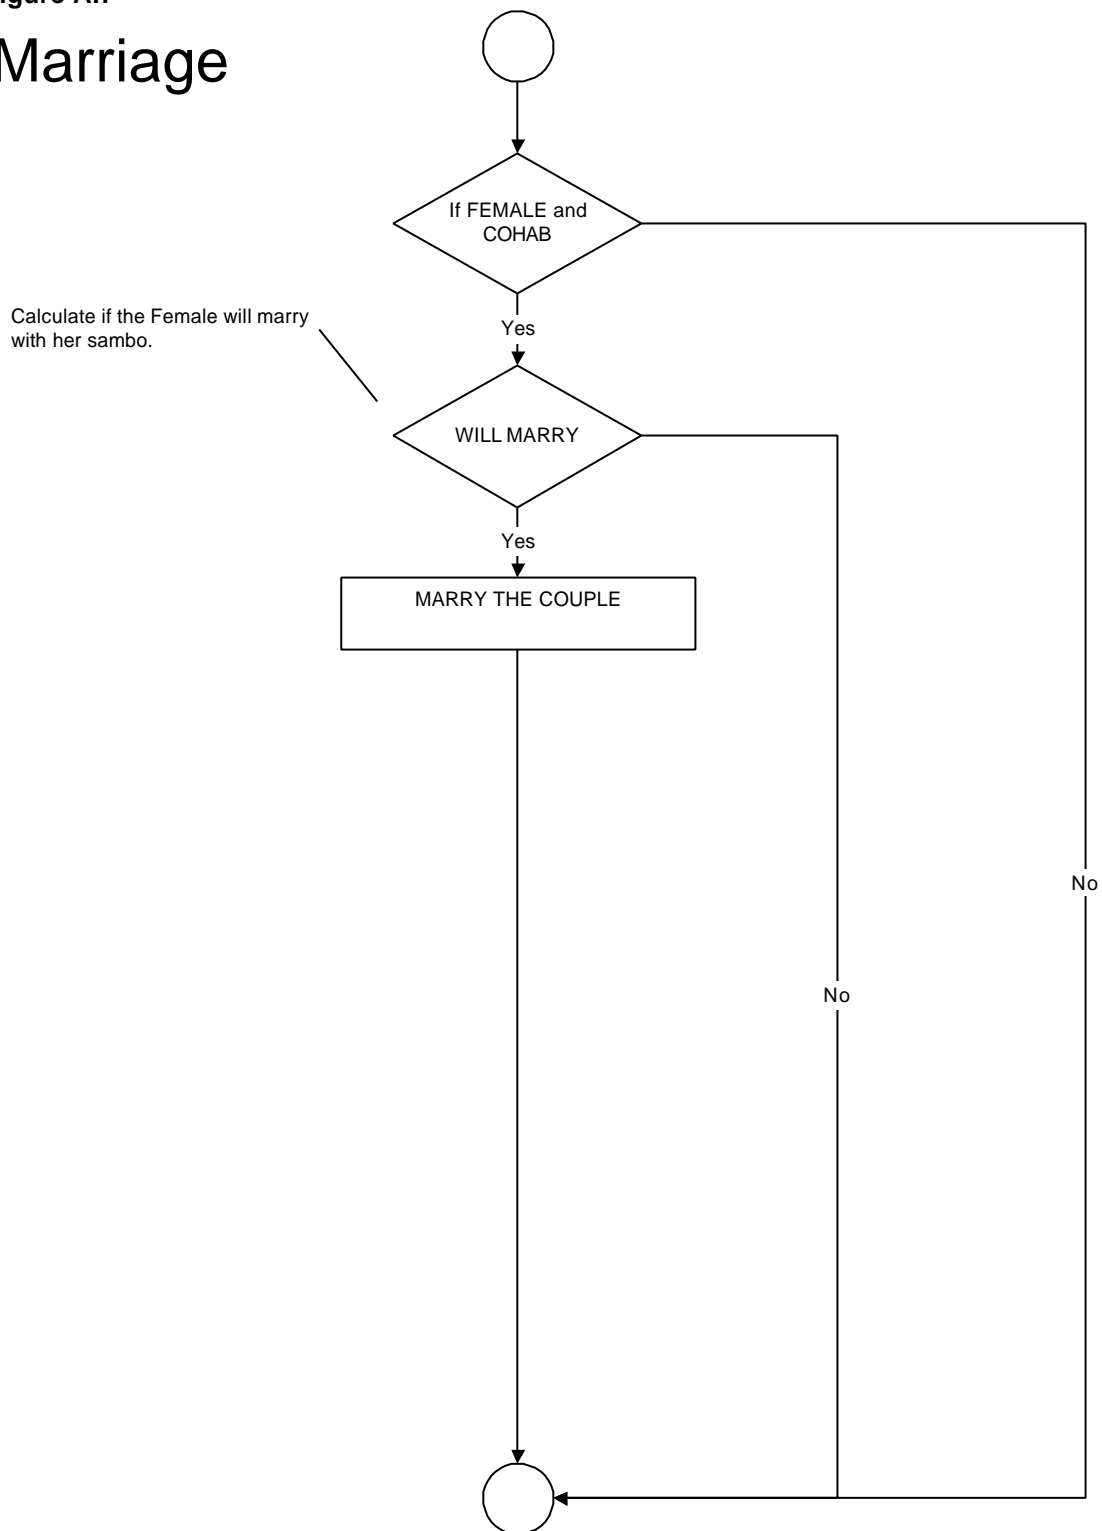 Marriage
If FEMALE and
COHAB
Calculate if the Female will marry
with her sambo.
Yes
WILL MARRY
Yes
MARRY THE COUPLE
No
No